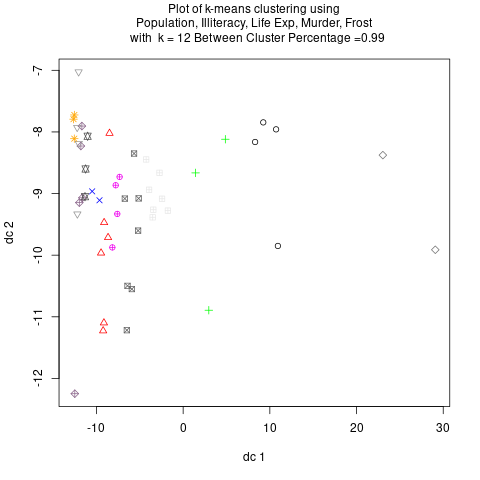 Plot of k-means clustering using
Population, Illiteracy, Life Exp, Murder, Frost
with k = 12 Between Cluster Percentage =0.99
-7
-8
-9
-10
-11
-12
dc 2
-10
0
10
20
30
dc 1